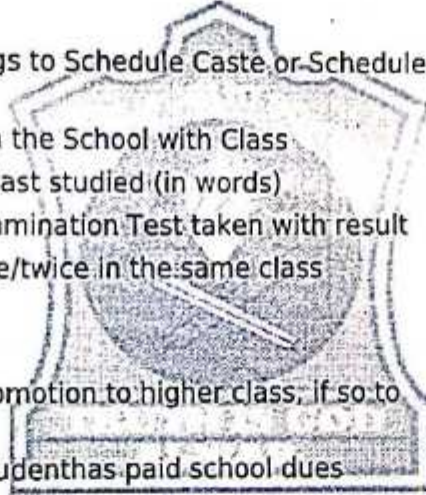 gs to Schedule Caste or Schedule
the School with Class
ast studied (in words)
amination Test taken with result
e/twice in the same class
omotion to higher class, if so to
udenthas paid school dues